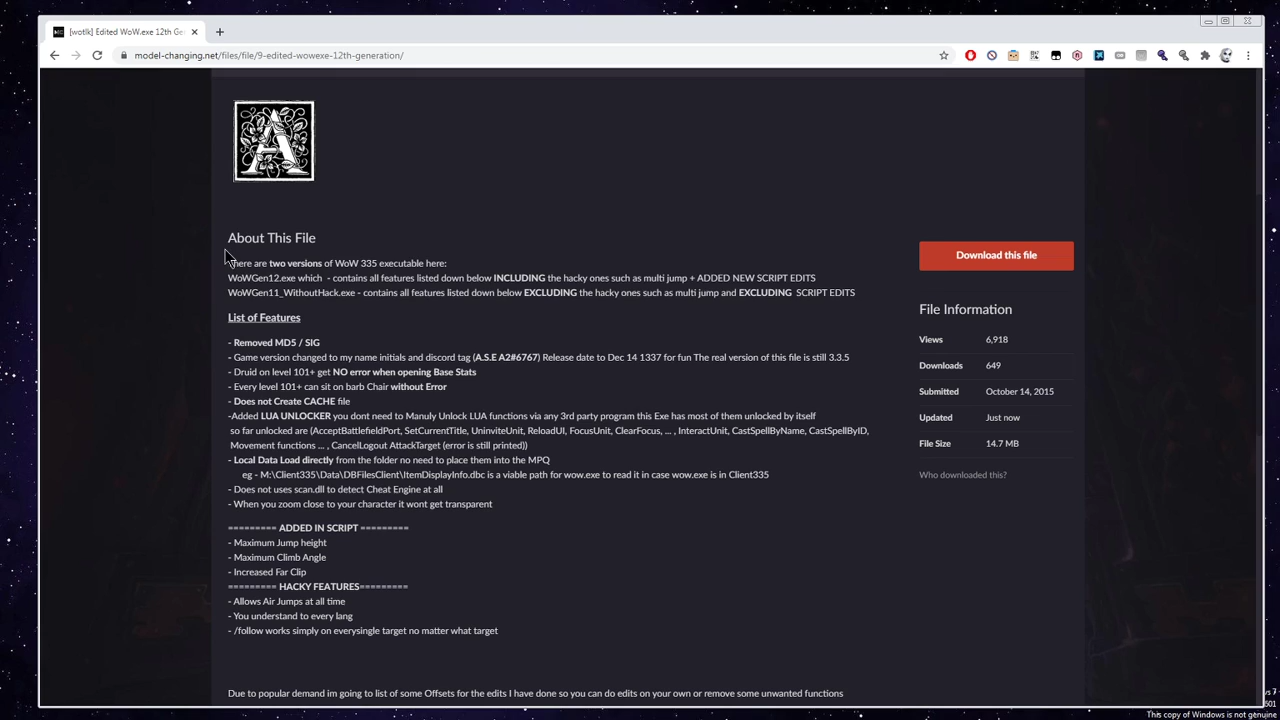 [wotlk] Edited WoW.exe 12th Ge
model-changing.net/files/file/9-edited-wowexe-12th-generation/
A
About This File
There are two versions of WoW 335 executable here:
WoWGen12.exe which - contains all features listed down below INCLUDING the hacky ones such as multi jump + ADDED NEW SCRIPT EDITS
WoWGen11_WithoutHack.exe - contains all features listed down below EXCLUDING the hacky ones such as multi jump and EXCLUDING SCRIPT EDITS
List of Features
- Removed MD5 / SIG
- Game version changed to my name initials and discord tag (A.S.E A2#6767) Release date to Dec 14 1337 for fun The real version of this file is still 3.3.5
- Druid on level 101+ get NO error when opening Base Stats
- Every level 101+ can sit on barb Chair without Error
- Does not Create CACHE file
-Added LUA UNLOCKER you dont need to Manuly Unlock LUA functions via any 3rd party program this Exe has most of them unlocked by itself
so far unlocked are (AcceptBattlefieldPort, SetCurrentTitle, UninviteUnit, ReloadUI, FocusUnit, ClearFocus, ... , InteractUnit, CastSpellByName, CastSpellByID,
Movement functions ... , CancelLogout AttackTarget (error is still printed))
- Local Data Load directly from the folder no need to place them into the MPQ
eg - M:\Client335\Data\DBFilesClient\ItemDisplayInfo.dbc is a viable path for wow.exe to read it in case wow.exe is in Client335
- Does not uses scan.dll to detect Cheat Engine at all
- When you zoom close to your character it wont get transparent
========= ADDED IN SCRIPT =========
- Maximum Jump height
- Maximum Climb Angle
- Increased Far Clip
========= HACKY FEATURES=========
- Allows Air Jumps at all time
- You understand to every lang
- /follow works simply on everysingle target no matter what target
Due to popular demand im going to list of some Offsets for the edits I have done so you can do edits on your own or remove some unwanted functions
Download this file
File Information
Views 6,918
Downloads 649
Submitted October 14, 2015
Updated Just now
File Size 14.7 MB
Who downloaded this?
vs 7
601
This copy of Windows is not genuine